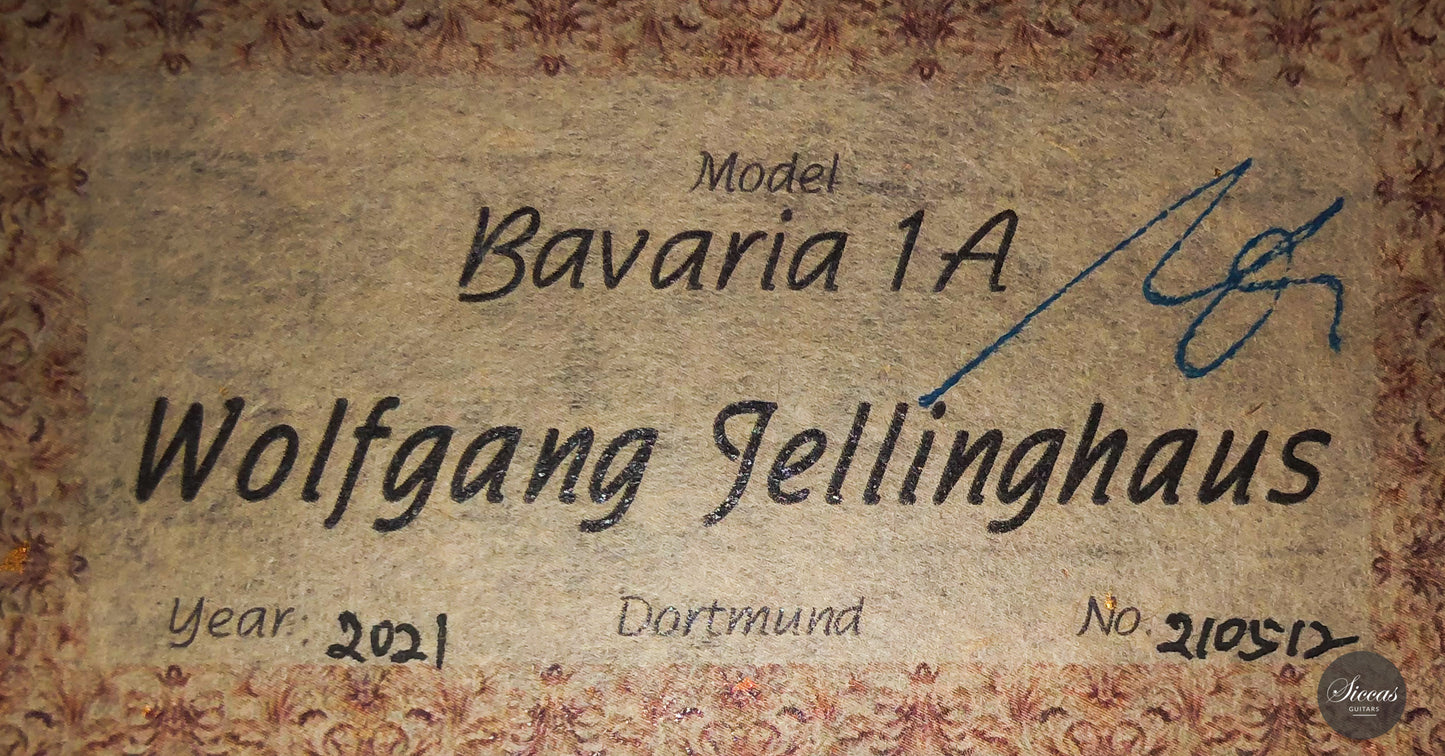 Model
Bavaria 1A
Wolfgang Jellinghaus
Year: 2021 Dortmund No. 210512
Siccas
GUITARS